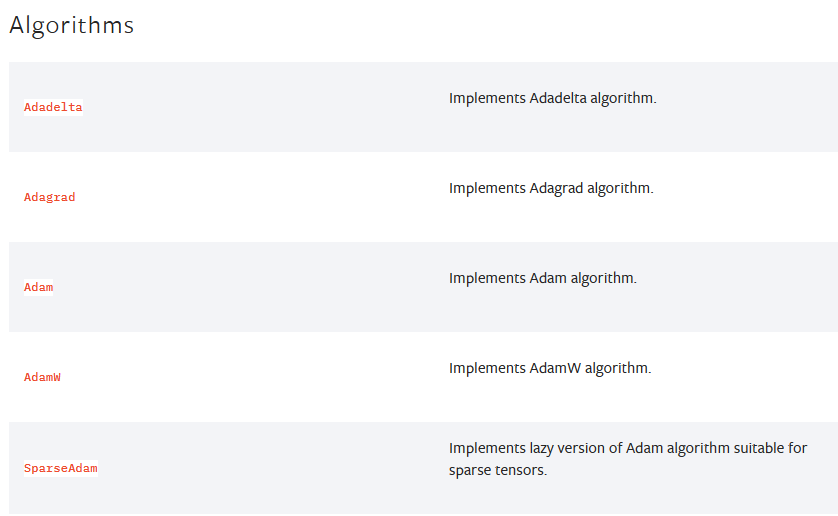 Algorithms
Adadelta
Implements Adadelta algorithm.
Adagrad
Implements Adagrad algorithm.
Adam
Implements Adam algorithm.
AdamW
Implements AdamW algorithm.
SparseAdam
Implements lazy version of Adam algorithm suitable for
sparse tensors.